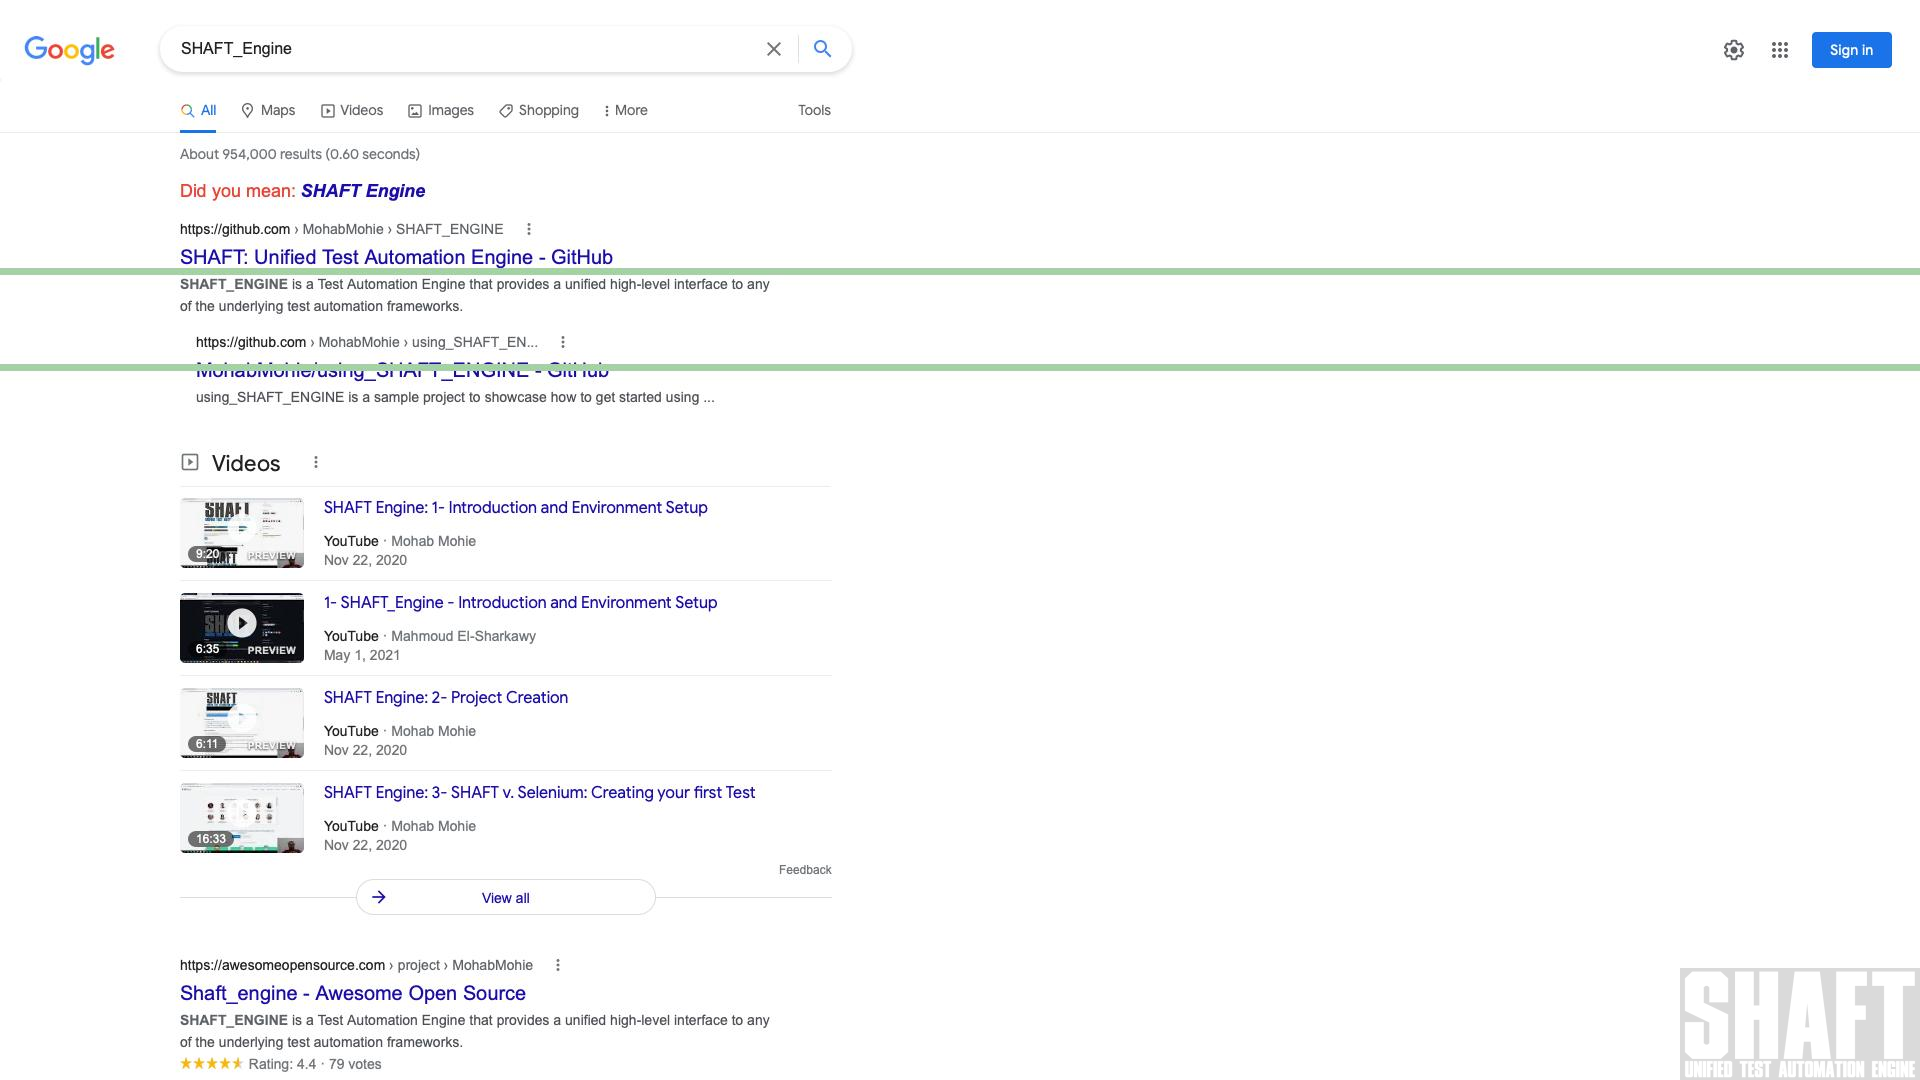 Google
SHAFT_Engine
Sign in
All
Maps
Videos
Images
Shopping
More
Tools
About 954,000 results (0.60 seconds)
Did you mean: SHAFT Engine
https://github.com › MohabMohie › SHAFT_ENGINE
SHAFT: Unified Test Automation Engine - GitHub
SHAFT_ENGINE is a Test Automation Engine that provides a unified high-level interface to any
of the underlying test automation frameworks.
https://github.com › MohabMohie › using_SHAFT_EN...
MohabMohie/using_SHAFT_ENGINE - GitHub
using_SHAFT_ENGINE is a sample project to showcase how to get started using ...
Videos
SHAFT
9:20
PREVIEW
SHAFT Engine: 1- Introduction and Environment Setup
YouTube · Mohab Mohie
Nov 22, 2020
6:35
PREVIEW
1- SHAFT_Engine - Introduction and Environment Setup
YouTube · Mahmoud El-Sharkawy
May 1, 2021
SHAFT
6:11
PREVIEW
SHAFT Engine: 2- Project Creation
YouTube · Mohab Mohie
Nov 22, 2020
16:33
SHAFT Engine: 3- SHAFT v. Selenium: Creating your first Test
YouTube · Mohab Mohie
Nov 22, 2020
Feedback
View all
https://awesomeopensource.com › project › MohabMohie
Shaft_engine - Awesome Open Source
SHAFT_ENGINE is a Test Automation Engine that provides a unified high-level interface to any
of the underlying test automation frameworks.
Rating: 4.4 · 79 votes
SHAFT
UNIFIED TEST AUTOMATION ENGINE